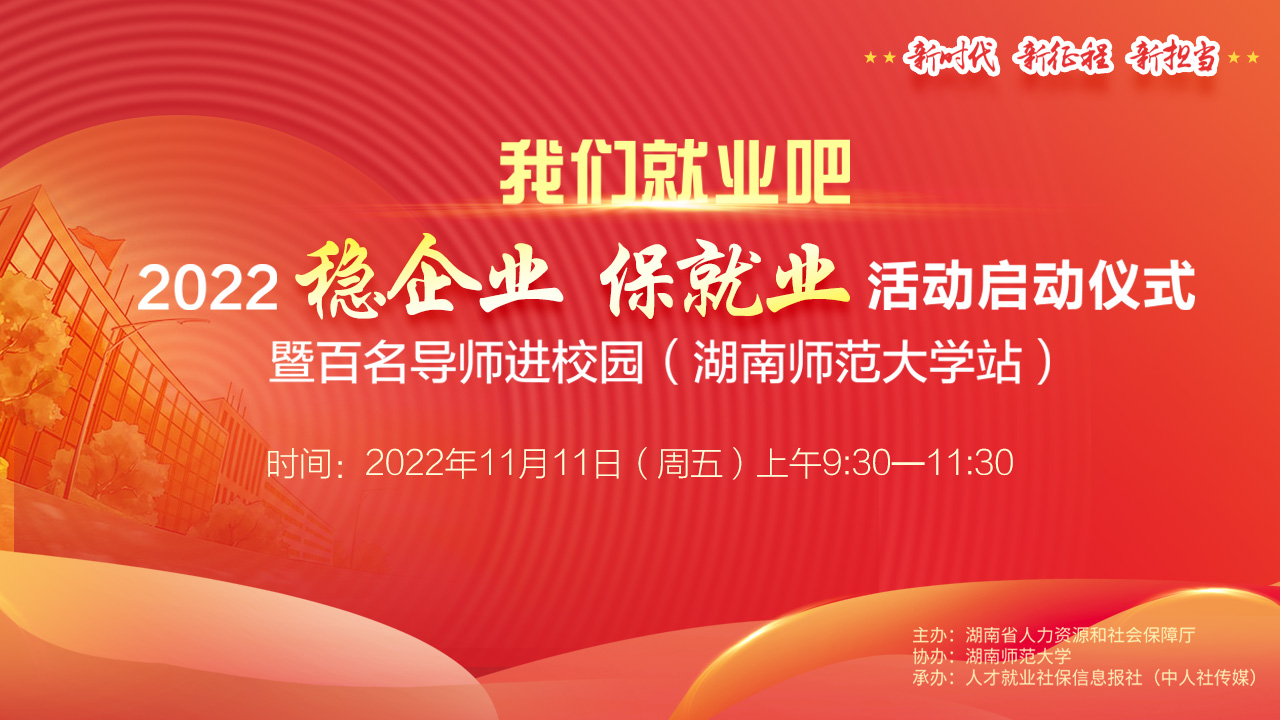 新时代 新征程 新担当
我们就业吧
2022 稳企业 保就业 活动启动仪式
暨百名导师进校园（湖南师范大学站）
时间：2022年11月11日（周五）上午9:30—11:30
主办：湖南省人力资源和社会保障厅
协办：湖南师范大学
承办：人才就业社保信息报社（中人社传媒）